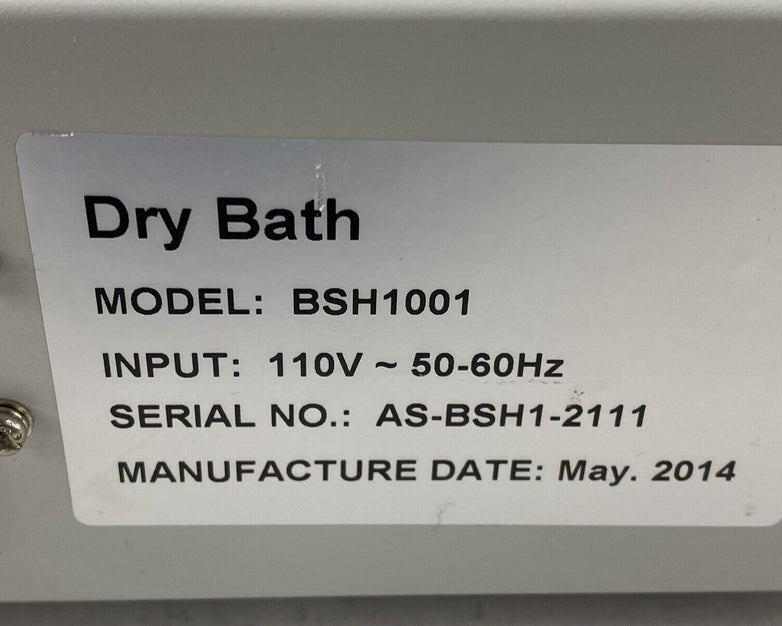 Dry Bath
MODEL: BSH1001
INPUT: 110V ~ 50-60Hz
SERIAL NO.: AS-BSH1-2111
MANUFACTURE DATE: May. 2014